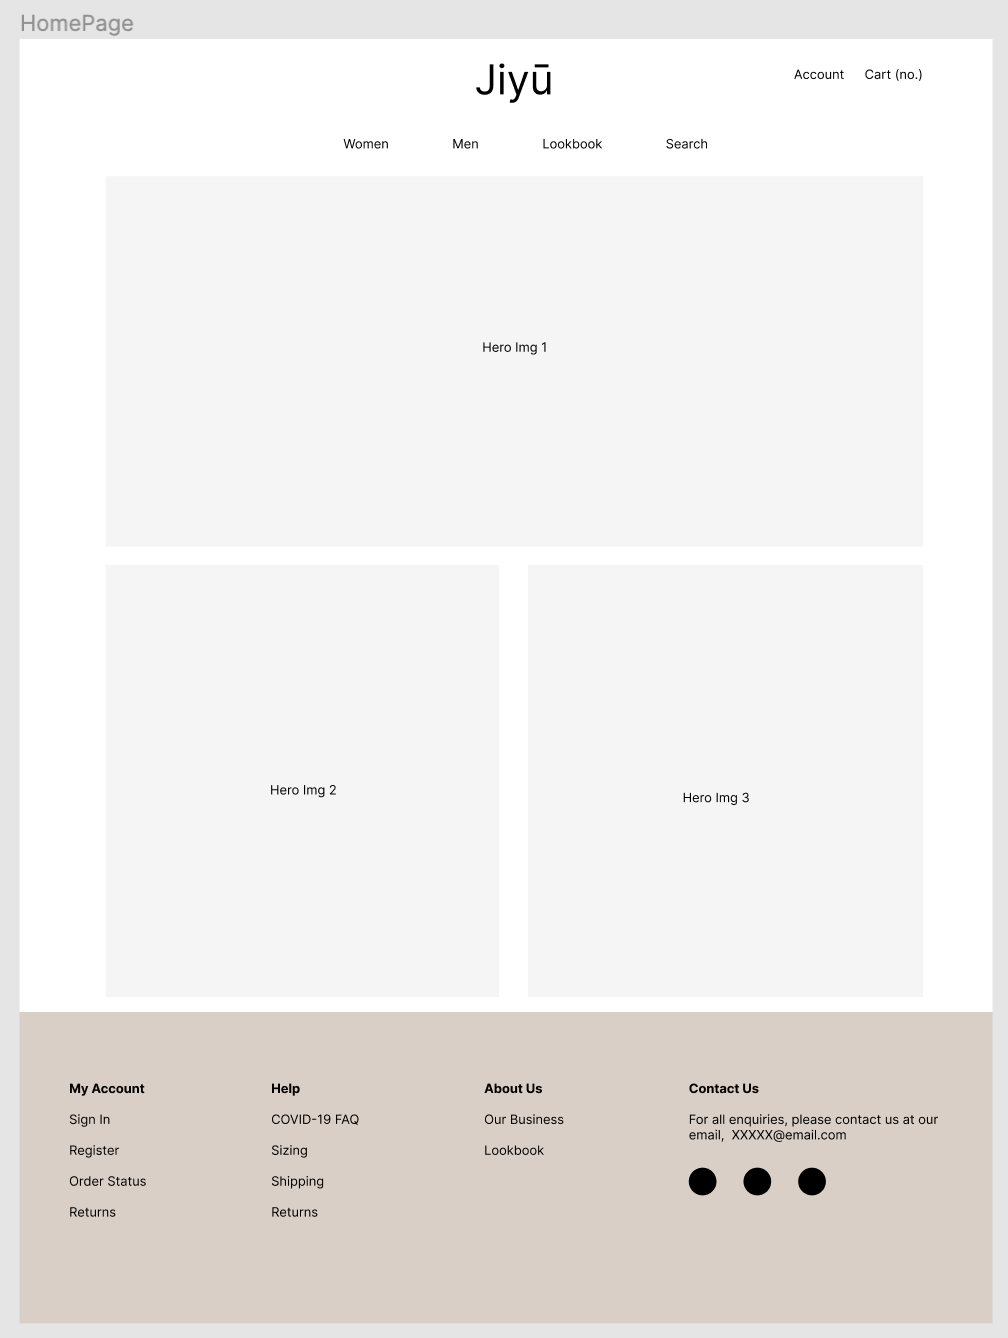 HomePage
Jiyū
Account Cart (no.)
Women Men Lookbook Search
Hero Img 1
Hero Img 2
Hero Img 3
My Account
Sign In
Register
Order Status
Returns
Help
COVID-19 FAQ
Sizing
Shipping
Returns
About Us
Our Business
Lookbook
Contact Us
For all enquiries, please contact us at our
email, XXXXX@email.com